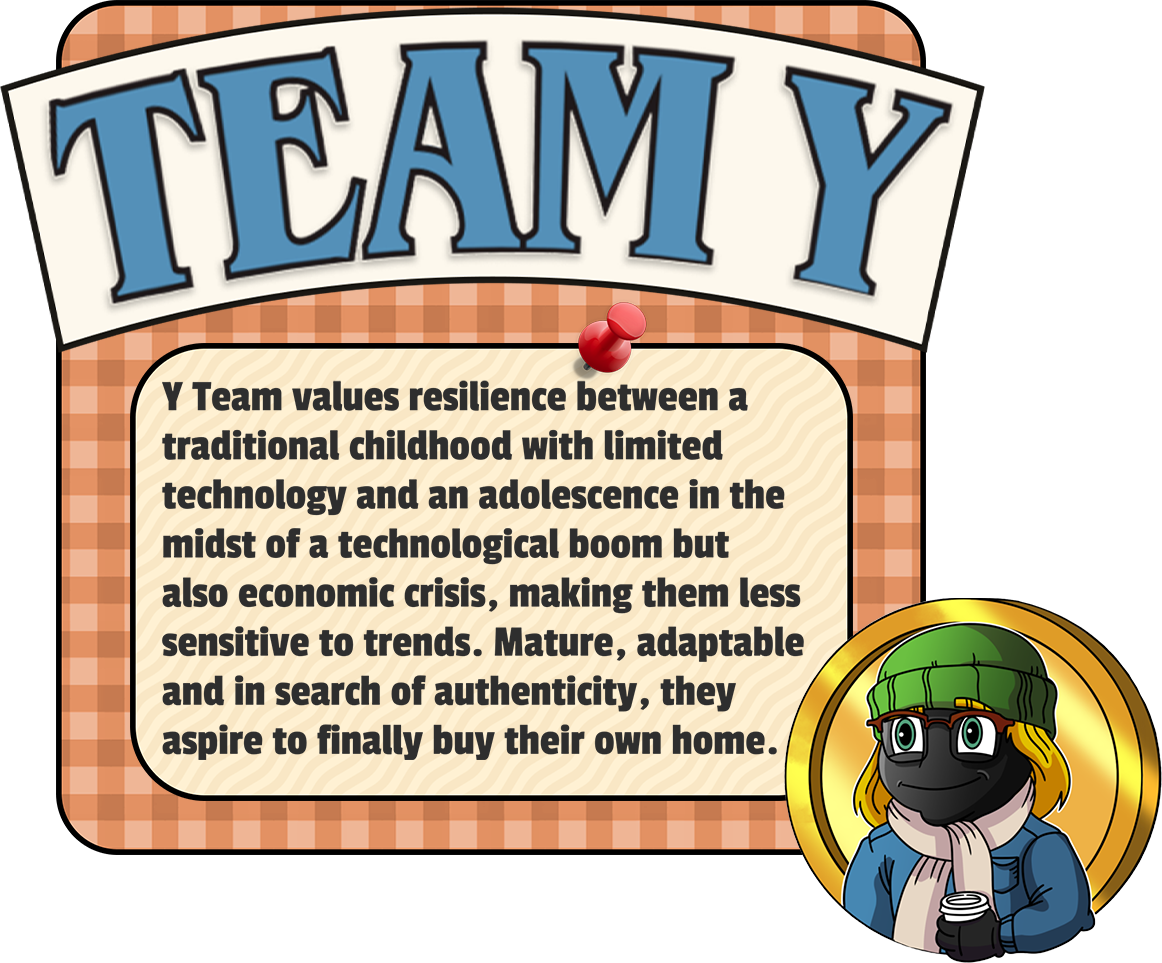 TEAM Y
Y Team values resilience between a
traditional childhood with limited
technology and an adolescence in the
midst of a technological boom but
also economic crisis, making them less
sensitive to trends. Mature, adaptable
and in search of authenticity, they
aspire to finally buy their own home.